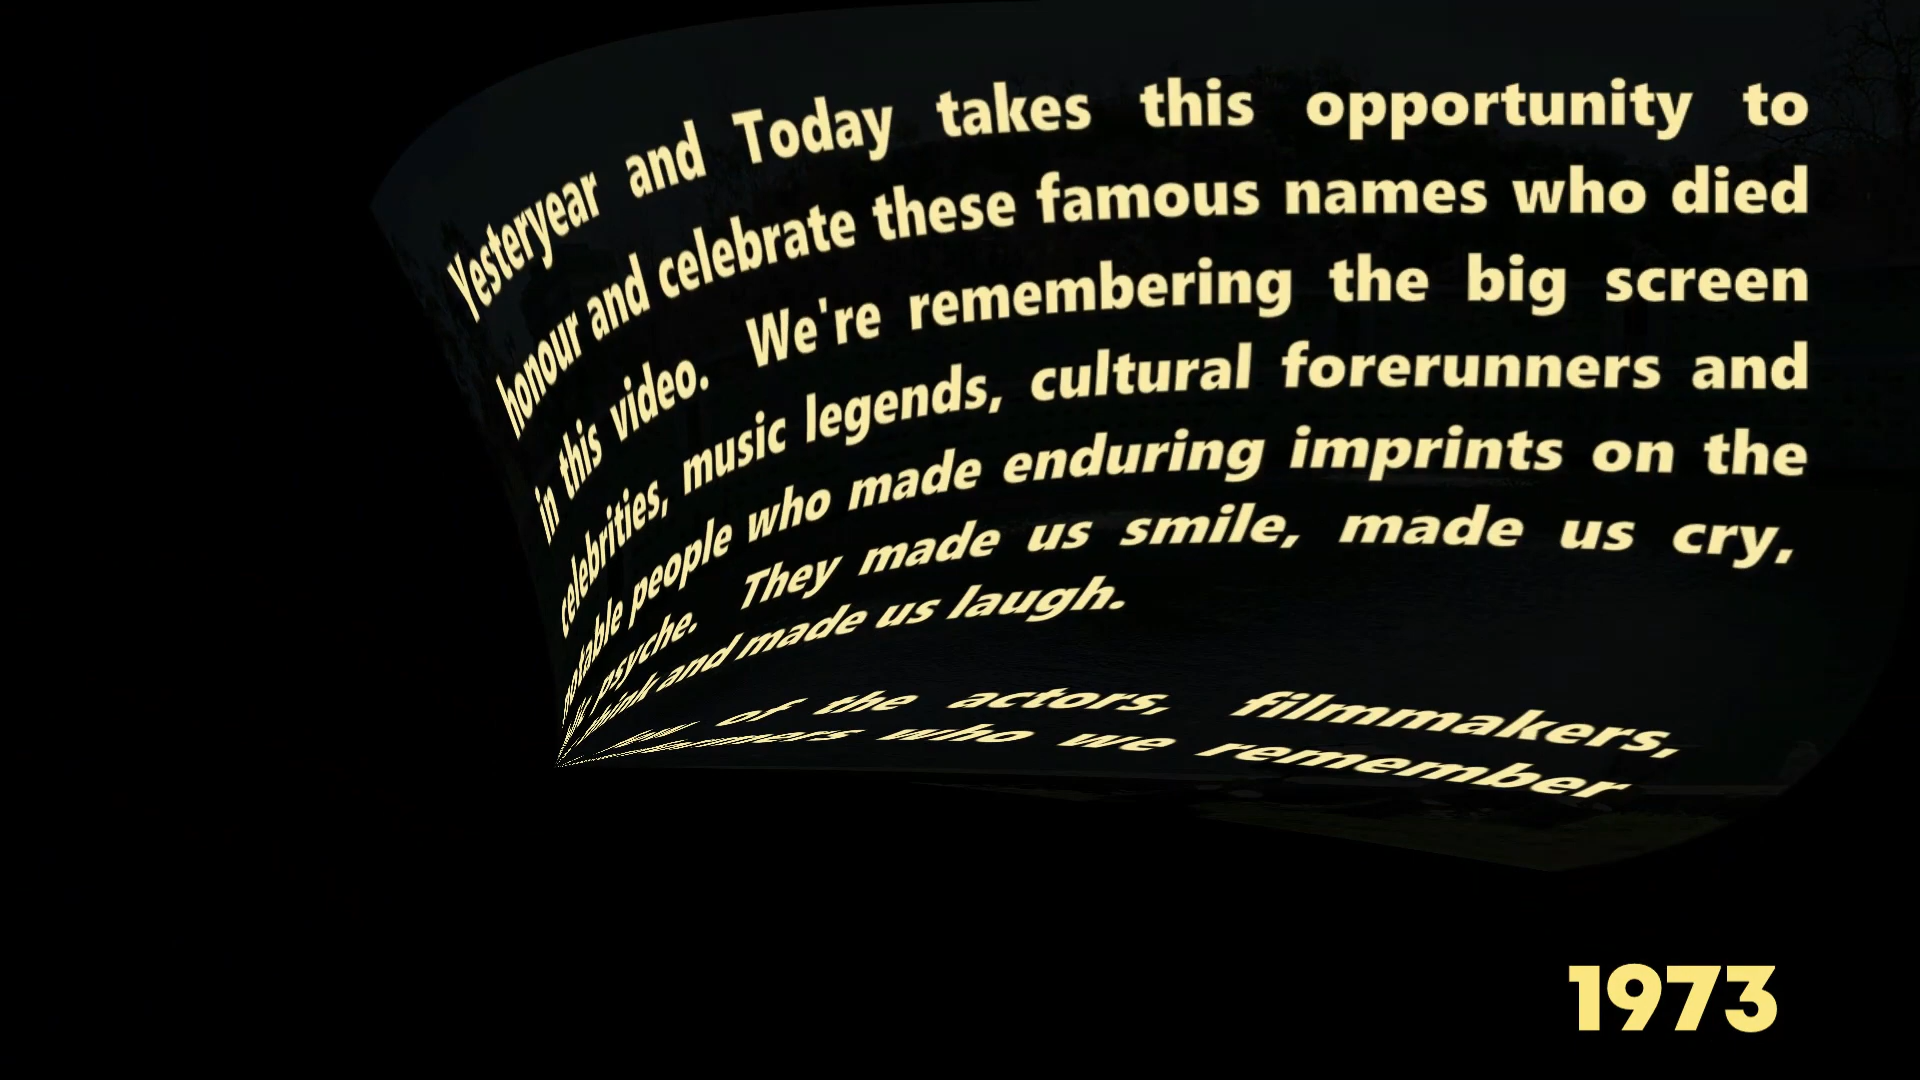 Yesteryear and Today takes this opportunity to
honour and celebrate these famous names who died
in this video. We're remembering the big screen
celebrities, music legends, cultural forerunners and
notable people who made enduring imprints on the
psyche. They made us smile, made us cry,
think and made us laugh.
of the actors, filmmakers,
who we remember
1973